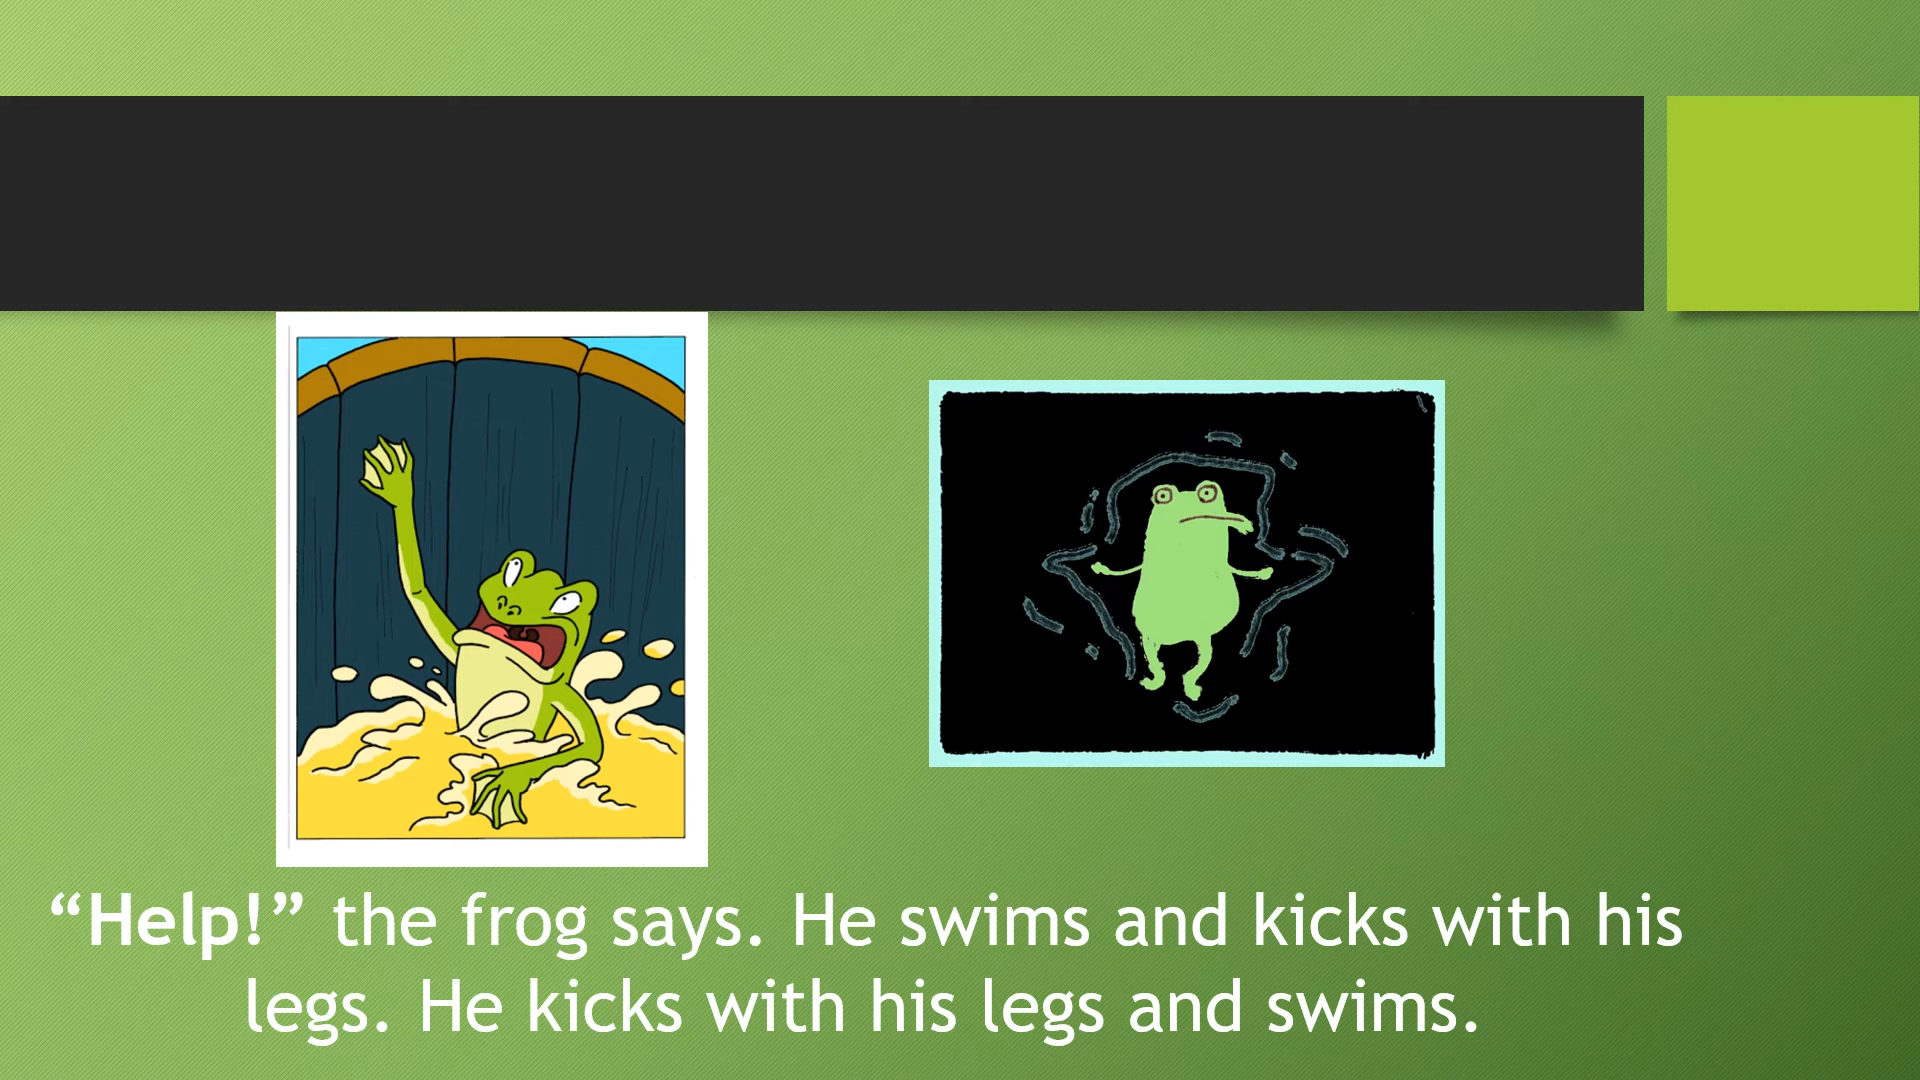 “Help!” the frog says. He swims and kicks with his
legs. He kicks with his legs and swims.